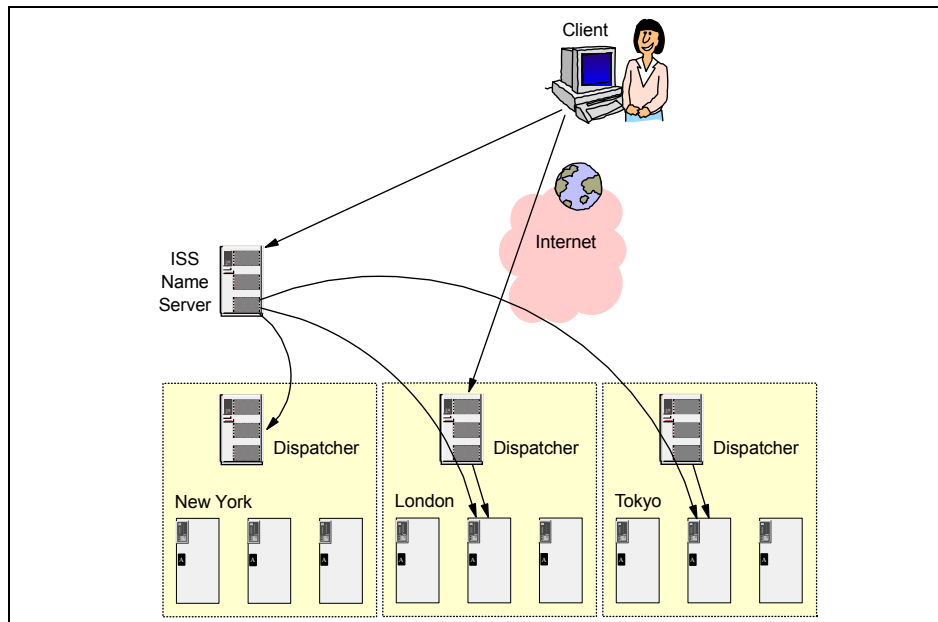 Client
Internet
ISS
Name
Server
Dispatcher
Dispatcher
Dispatcher
New York
London
Tokyo
A
A
A
A
A
A
A
A
A